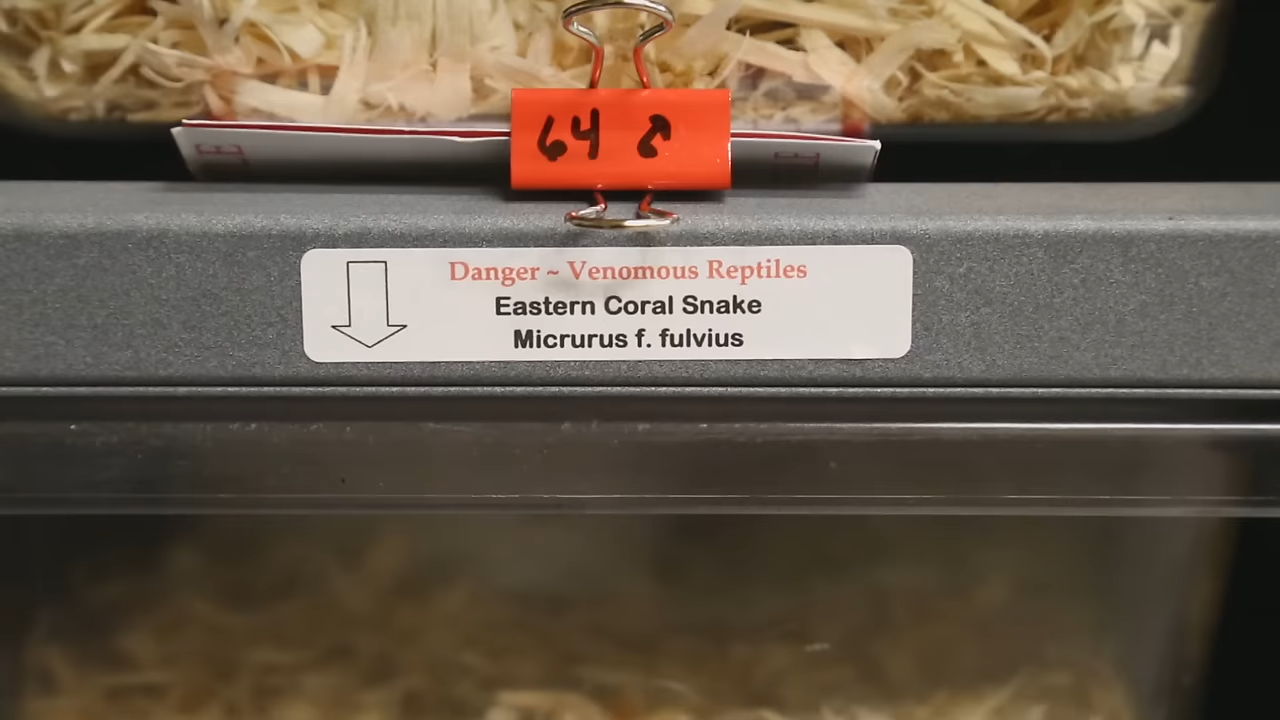 64 ♂
Danger ~ Venomous Reptiles
Eastern Coral Snake
Micrurus f. fulvius